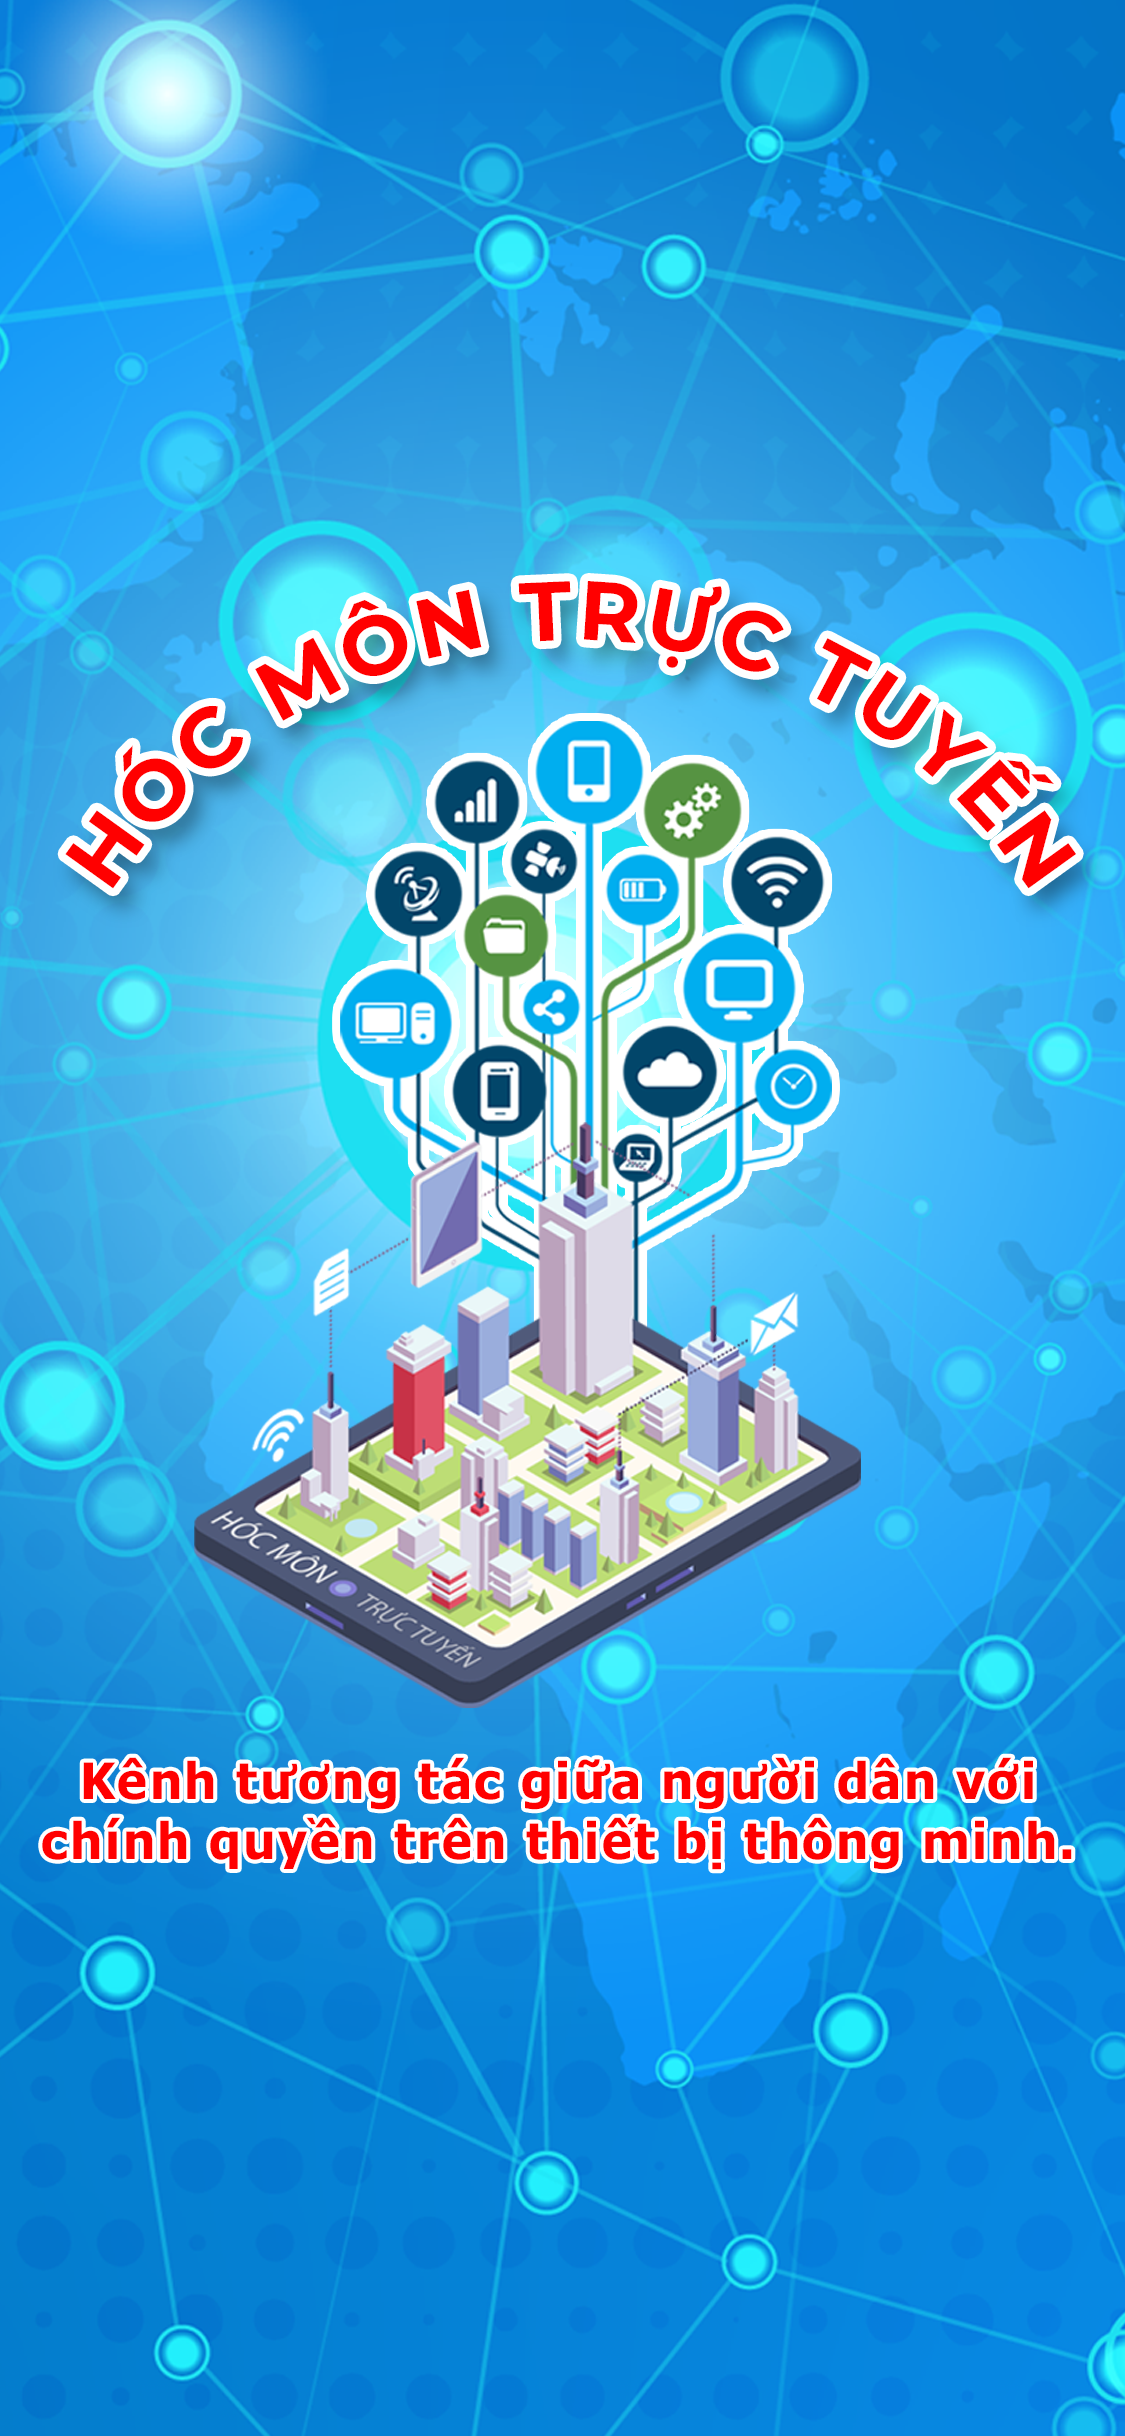 HÓC MÔN TRỰC TUYẾN
HÓC MÔN TRỰC TUYẾN
Kênh tương tác giữa người dân với
chính quyền trên thiết bị thông minh.